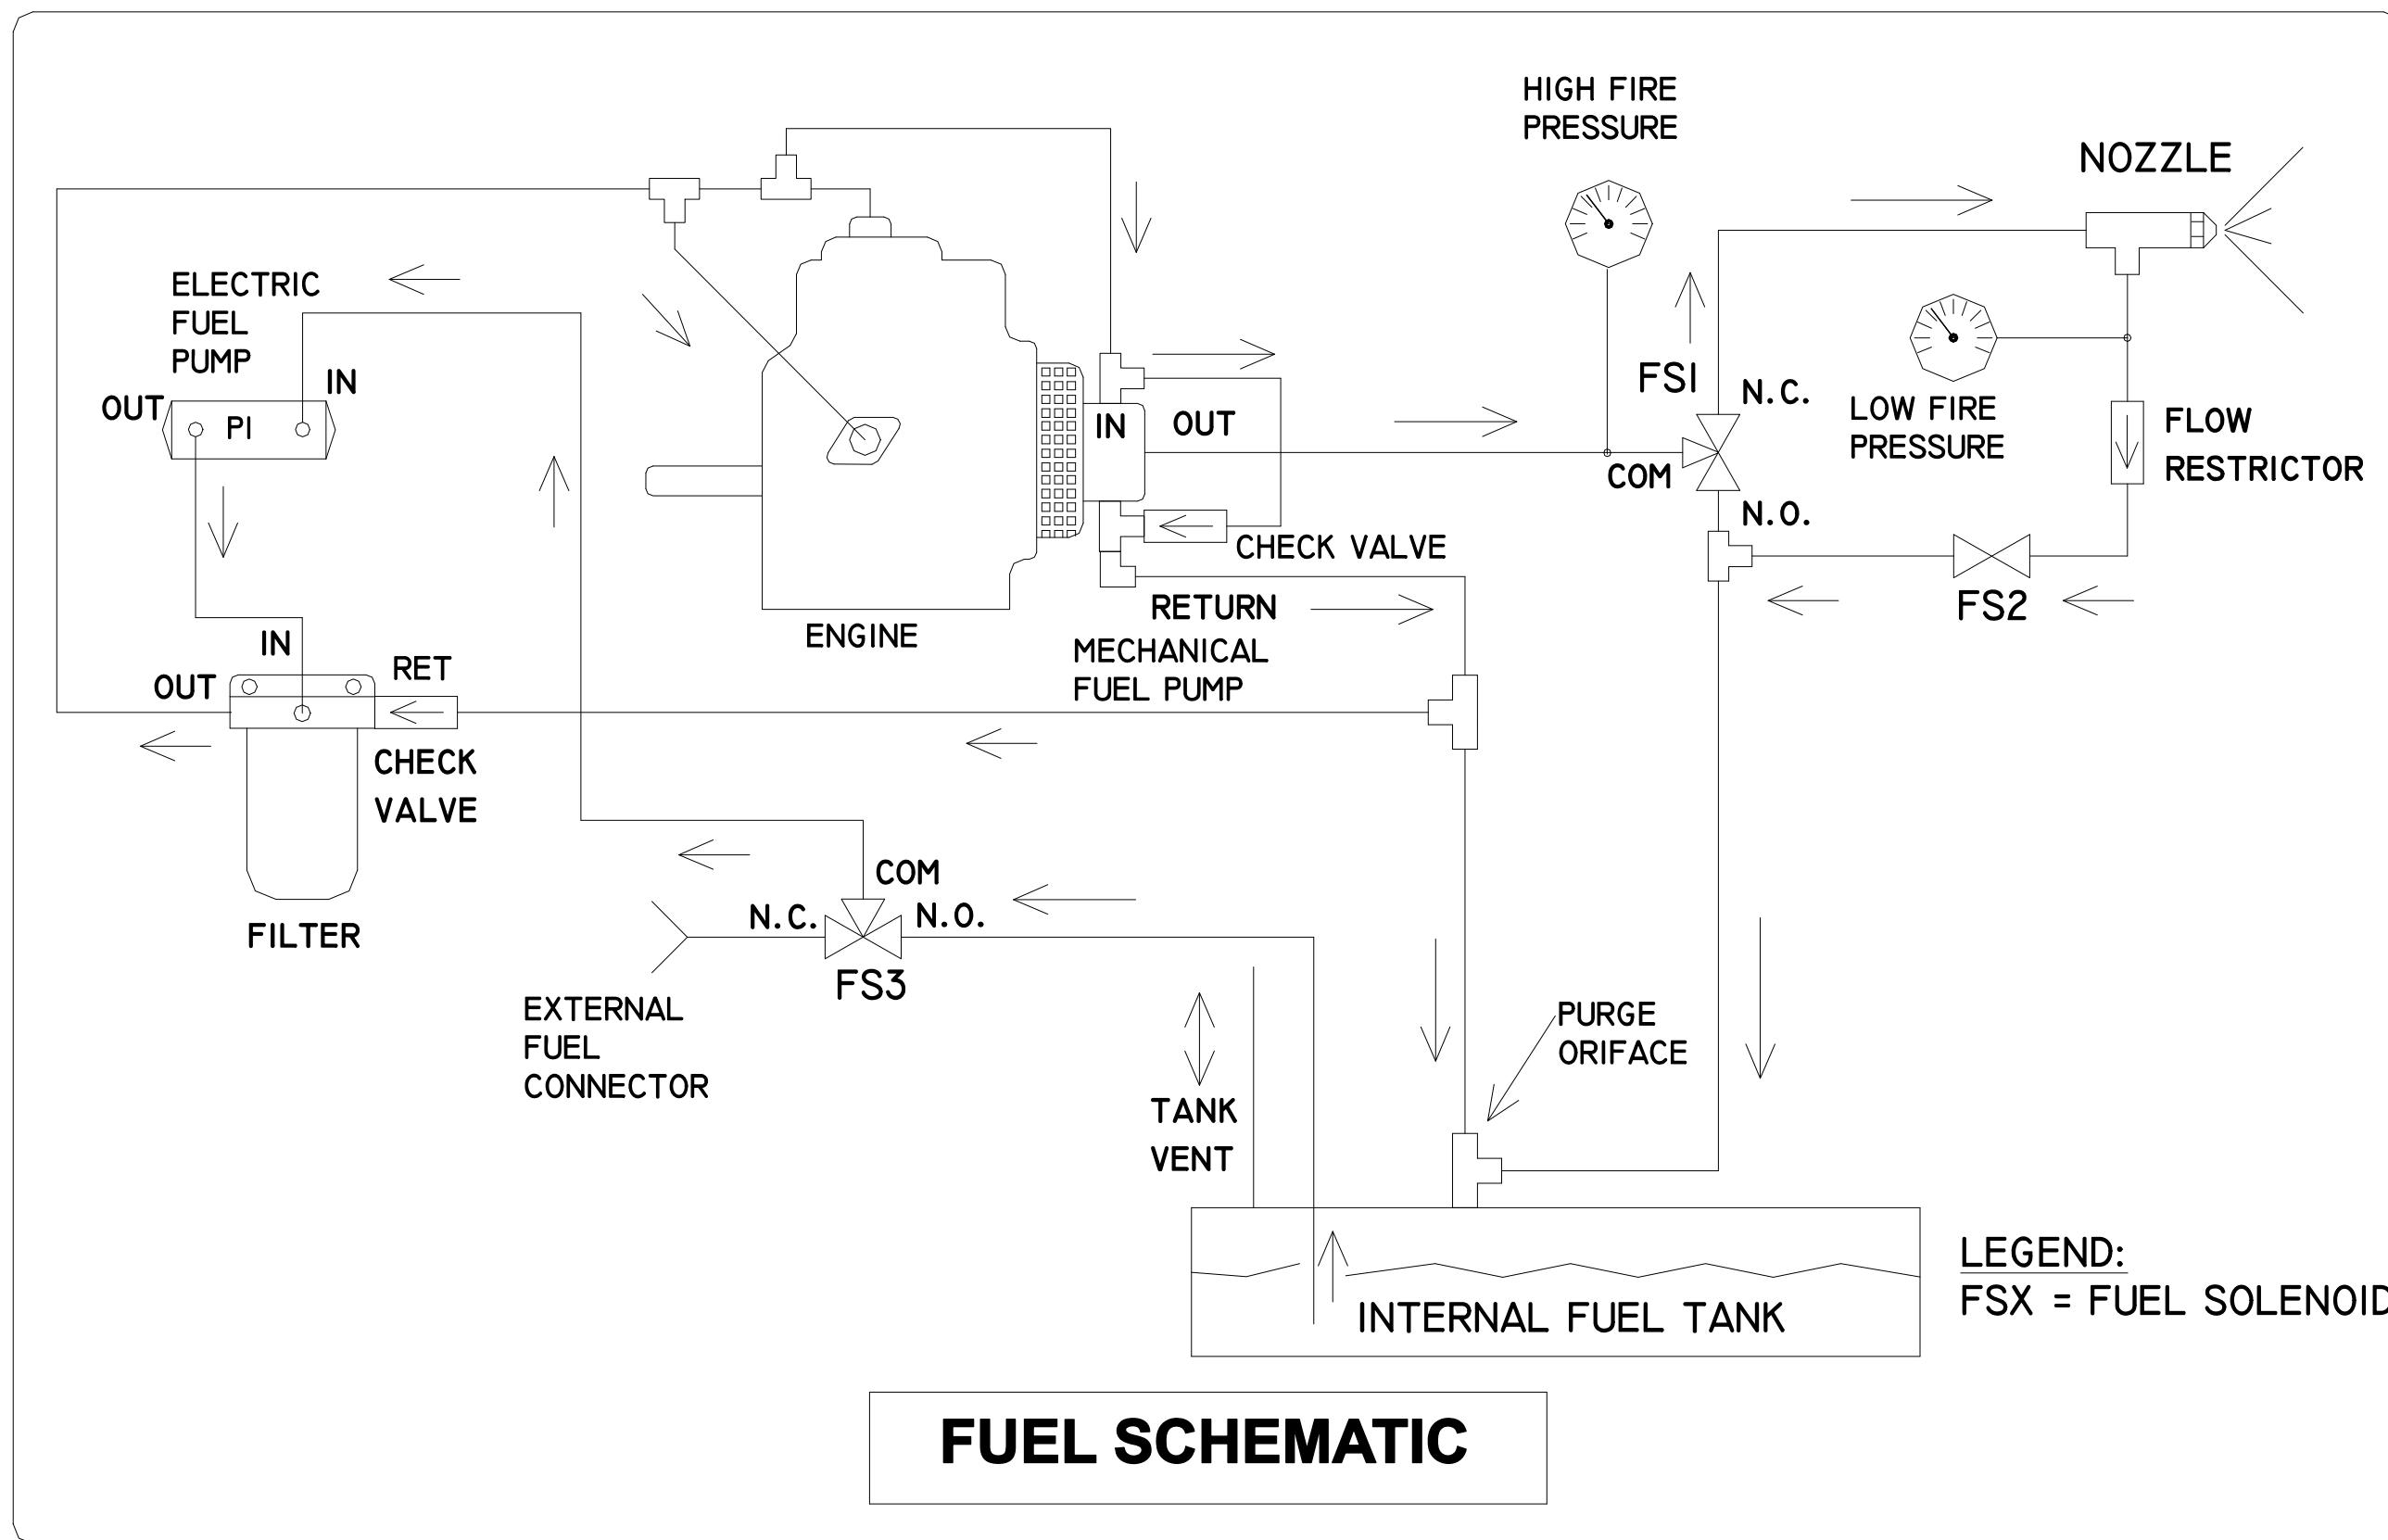 HIGH FIRE
PRESSURE
NOZZLE
ELECTRIC
FUEL
PUMP
IN
OUT
PI
FS1
N.C.
LOW FIRE
PRESSURE
FLOW
RESTRICTOR
IN
OUT
COM
N.O.
CHECK VALVE
FS2
RETURN
ENGINE
MECHANICAL
FUEL PUMP
IN
RET
OUT
CHECK
VALVE
FILTER
COM
N.C.
N.O.
FS3
EXTERNAL
FUEL
CONNECTOR
PURGE
ORIFACE
TANK
VENT
INTERNAL FUEL TANK
LEGEND:
FSX = FUEL SOLENOID
FUEL SCHEMATIC